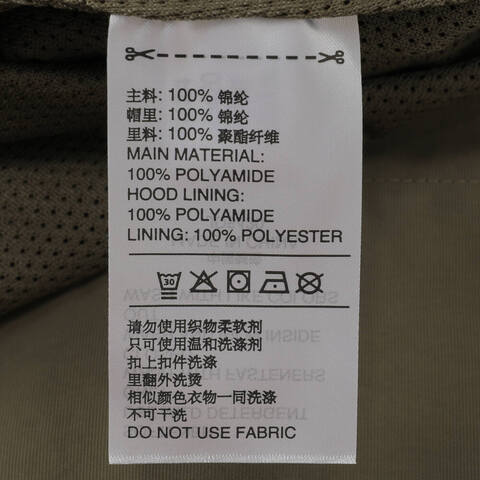 主料: 100% 锦纶
帽里: 100% 锦纶
里料: 100% 聚酯纤维
MAIN MATERIAL:
100% POLYAMIDE
HOOD LINING:
100% POLYAMIDE
LINING: 100% POLYESTER
30
请勿使用织物柔软剂
只可使用温和洗涤剂
扣上扣件洗涤
里翻外洗烫
相似颜色衣物一同洗涤
不可干洗
DO NOT USE FABRIC